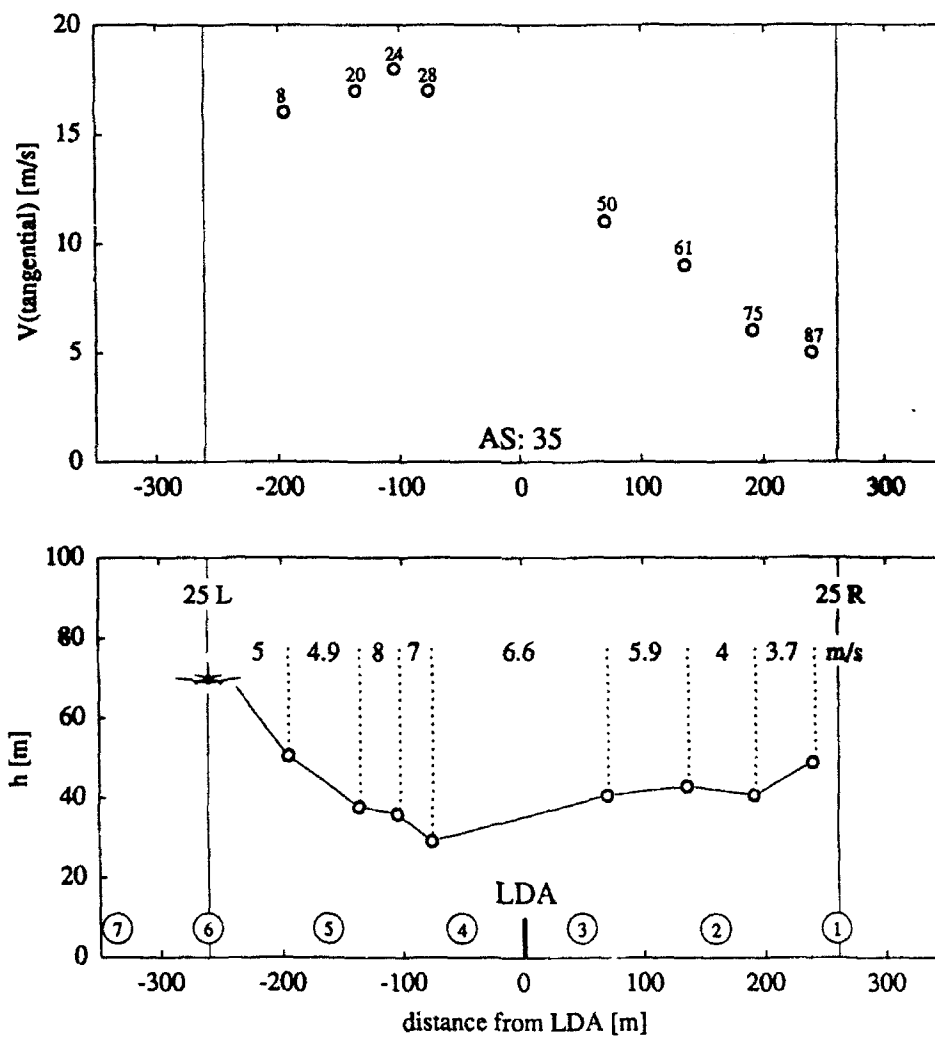 20
24
20 28
8
15
50
10
61
75
87
5
AS: 35
0
-300 -200 -100 0 100 200 300
V(tangential) [m/s]
100
25 L 25 R
80
5 4.9 8 7 6.6 5.9 4 3.7 m/s
60
40
20
LDA
7 6 5 4 3 2 1
0
-300 -200 -100 0 100 200 300
h [m]
distance from LDA [m]